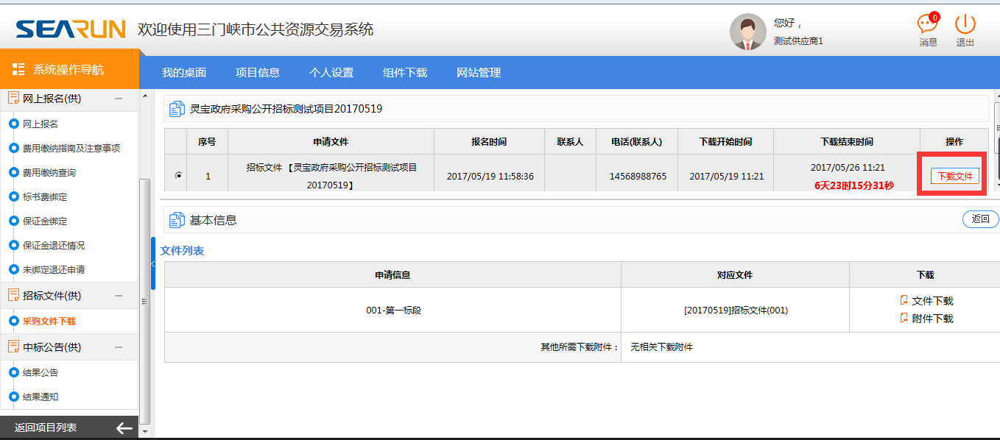 SEARUN 欢迎使用三门峡市公共资源交易系统
您好，
测试供应商1
0
消息
退出
系统操作导航
我的桌面 项目信息 个人设置 组件下载 网站管理
网上报名(供)
网上报名
费用缴纳指南及注意事项
费用缴纳查询
标书费绑定
保证金绑定
保证金退还情况
未绑定退还申请
招标文件(供)
采购文件下载
中标公告(供)
结果公告
结果通知
返回项目列表
灵宝政府采购公开招标测试项目20170519
序号 申请文件 报名时间 联系人 电话(联系人) 下载开始时间 下载结束时间 操作
1 招标文件 【灵宝政府采购公开招标测试项目
20170519】 2017/05/19 11:58:36 14568988765 2017/05/19 11:21 2017/05/26 11:21
6天23时15分31秒 下载文件
基本信息 返回
文件列表
申请信息 对应文件 下载
001-第一标段 [20170519]招标文件(001) 文件下载
附件下载
其他所需下载附件： 无相关下载附件